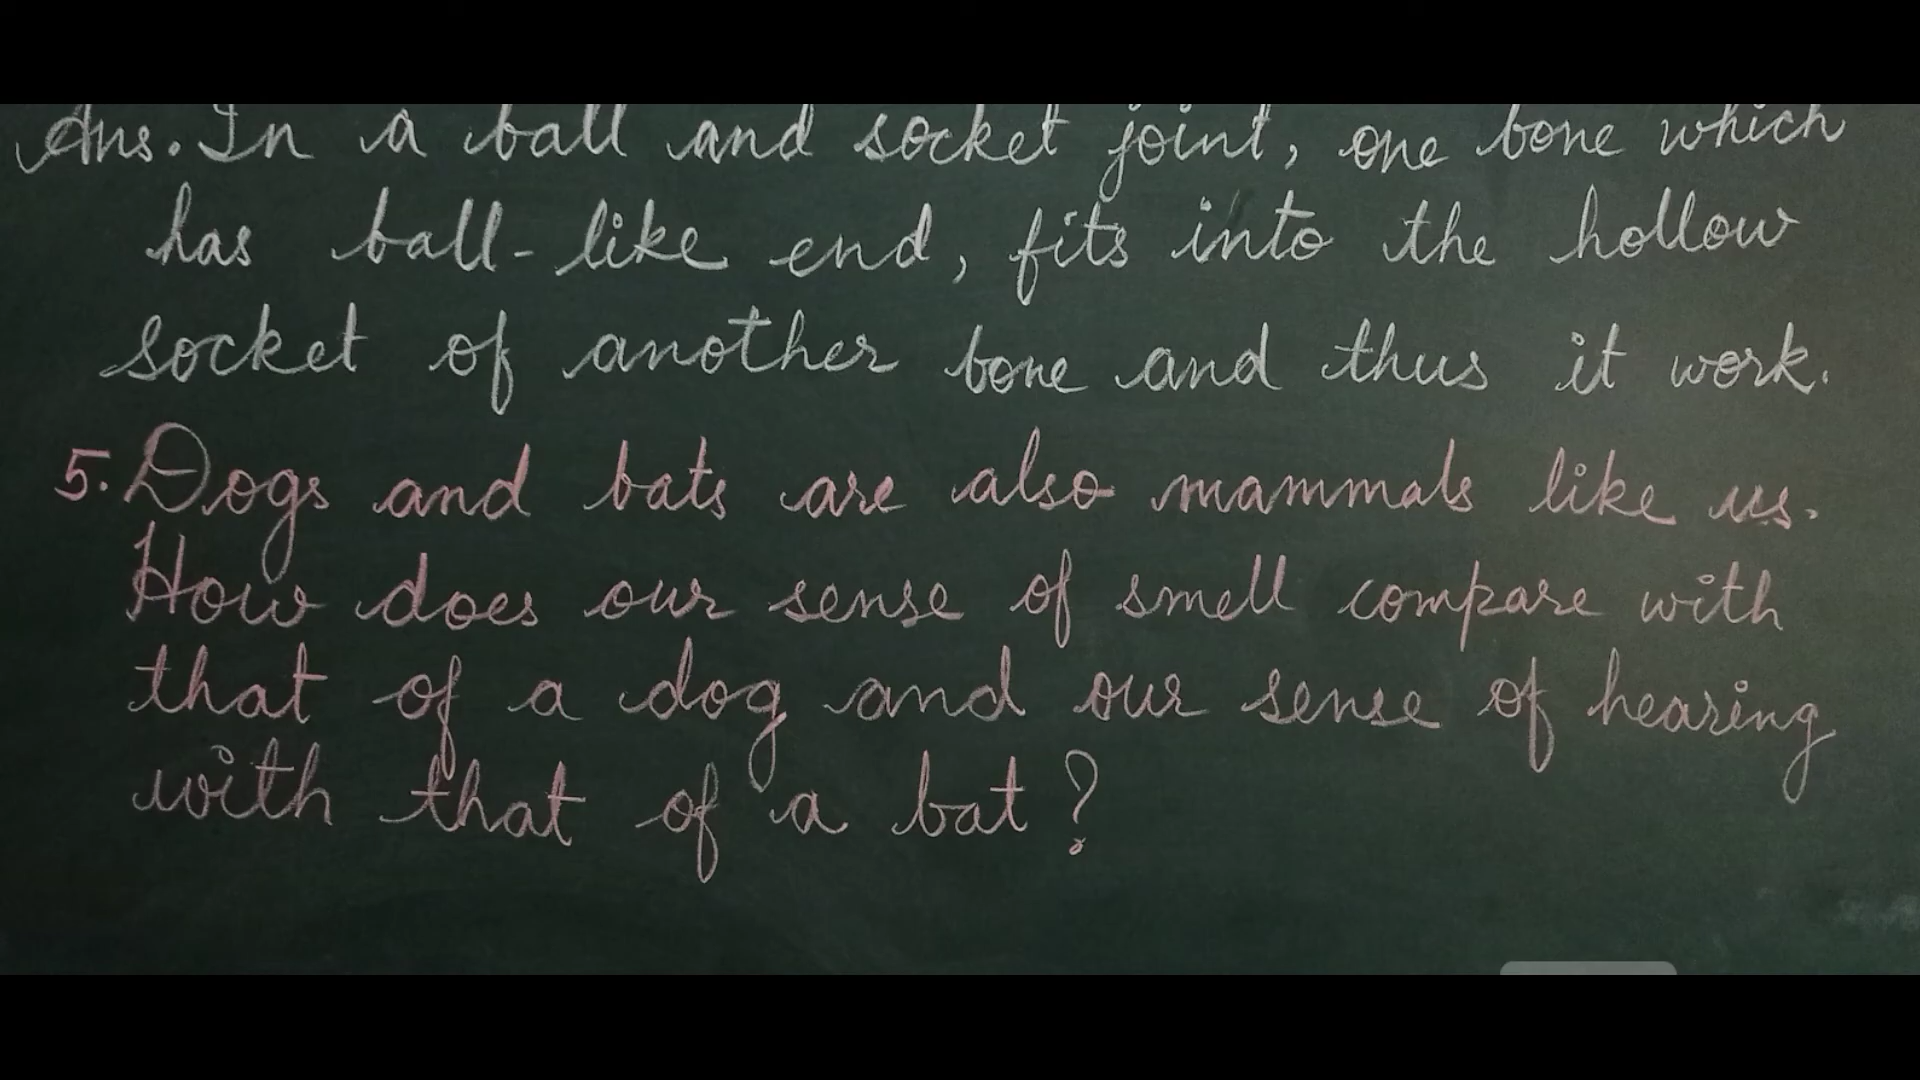 Ans. In a ball and socket joint, one bone which
has ball-like end, fits into the hollow
socket of another bone and thus it work.
5. Dogs and bats are also mammals like us.
How does our sense of smell compare with
that of a dog and our sense of hearing
with that of a bat?